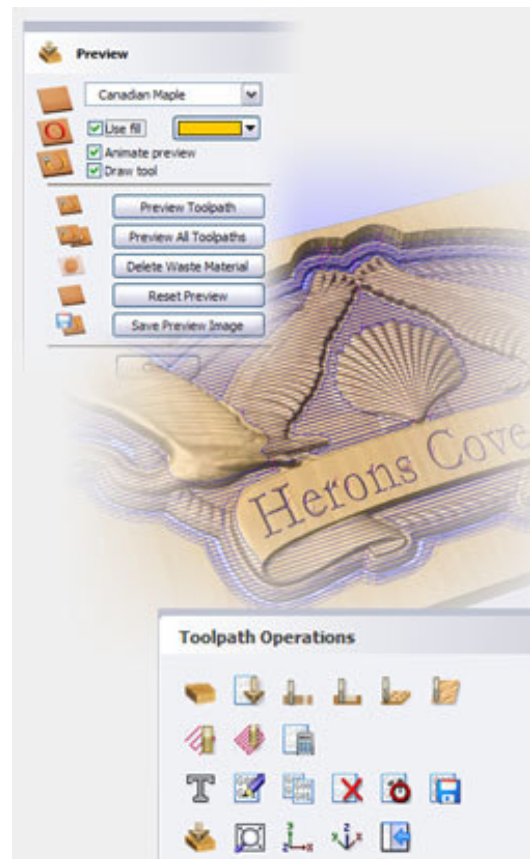 Preview
Canadian Maple
Use fill
Animate preview
Draw tool
Preview Toolpath
Preview All Toolpaths
Delete Waste Material
Reset Preview
Save Preview Image
Herons Cove
Toolpath Operations